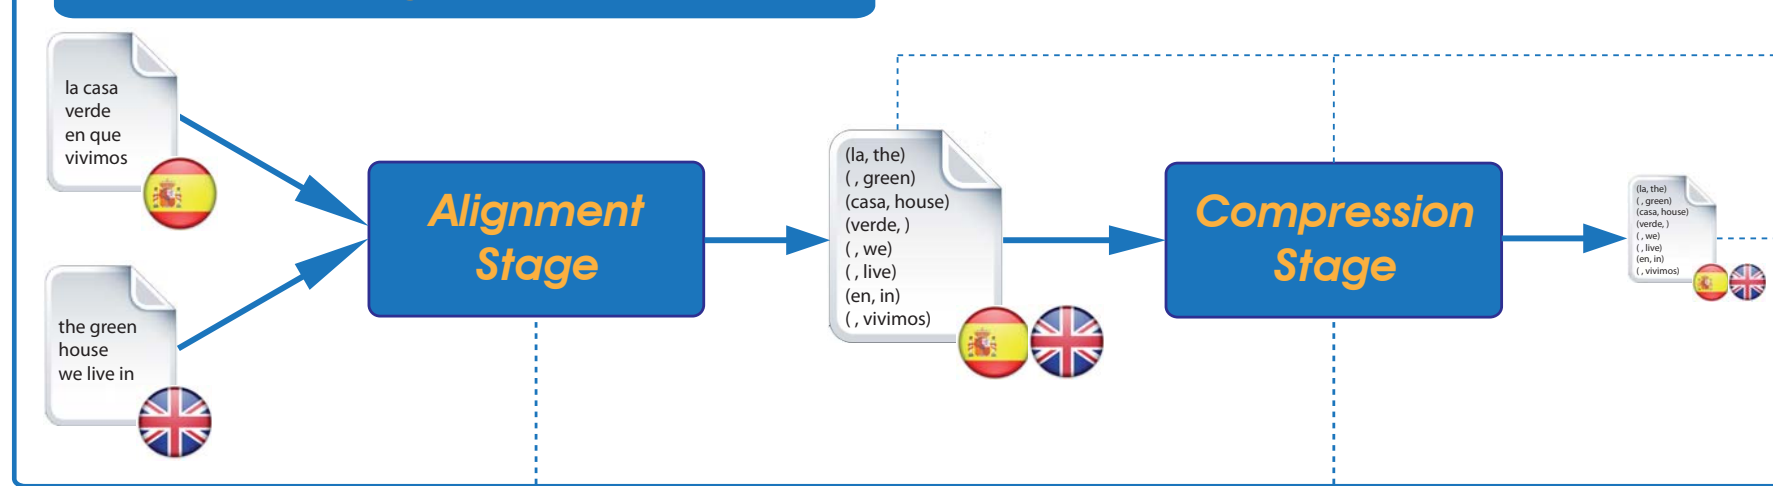 la casa
verde
en que
vivimos
the green
house
we live in
Alignment
Stage
(la, the)
( , green)
(casa, house)
(verde, )
( , we)
( , live)
(en, in)
( , vivimos)
Compression
Stage
(la, the)
( , green)
(casa, house)
(verde, )
( , we)
( , live)
(en, in)
( , vivimos)